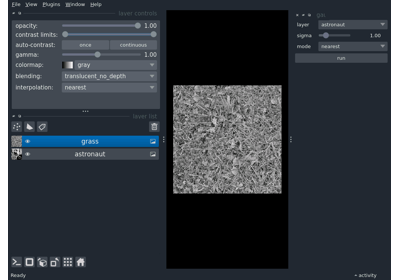 File View Plugins Window Help
layer controls
opacity: 1.00
contrast limits:
auto-contrast: once continuous
gamma: 1.00
colormap: gray
blending: translucent_no_depth
interpolation: nearest
layer list
grass
astronaut
layer astronaut
sigma 1.00
mode nearest
run
activity